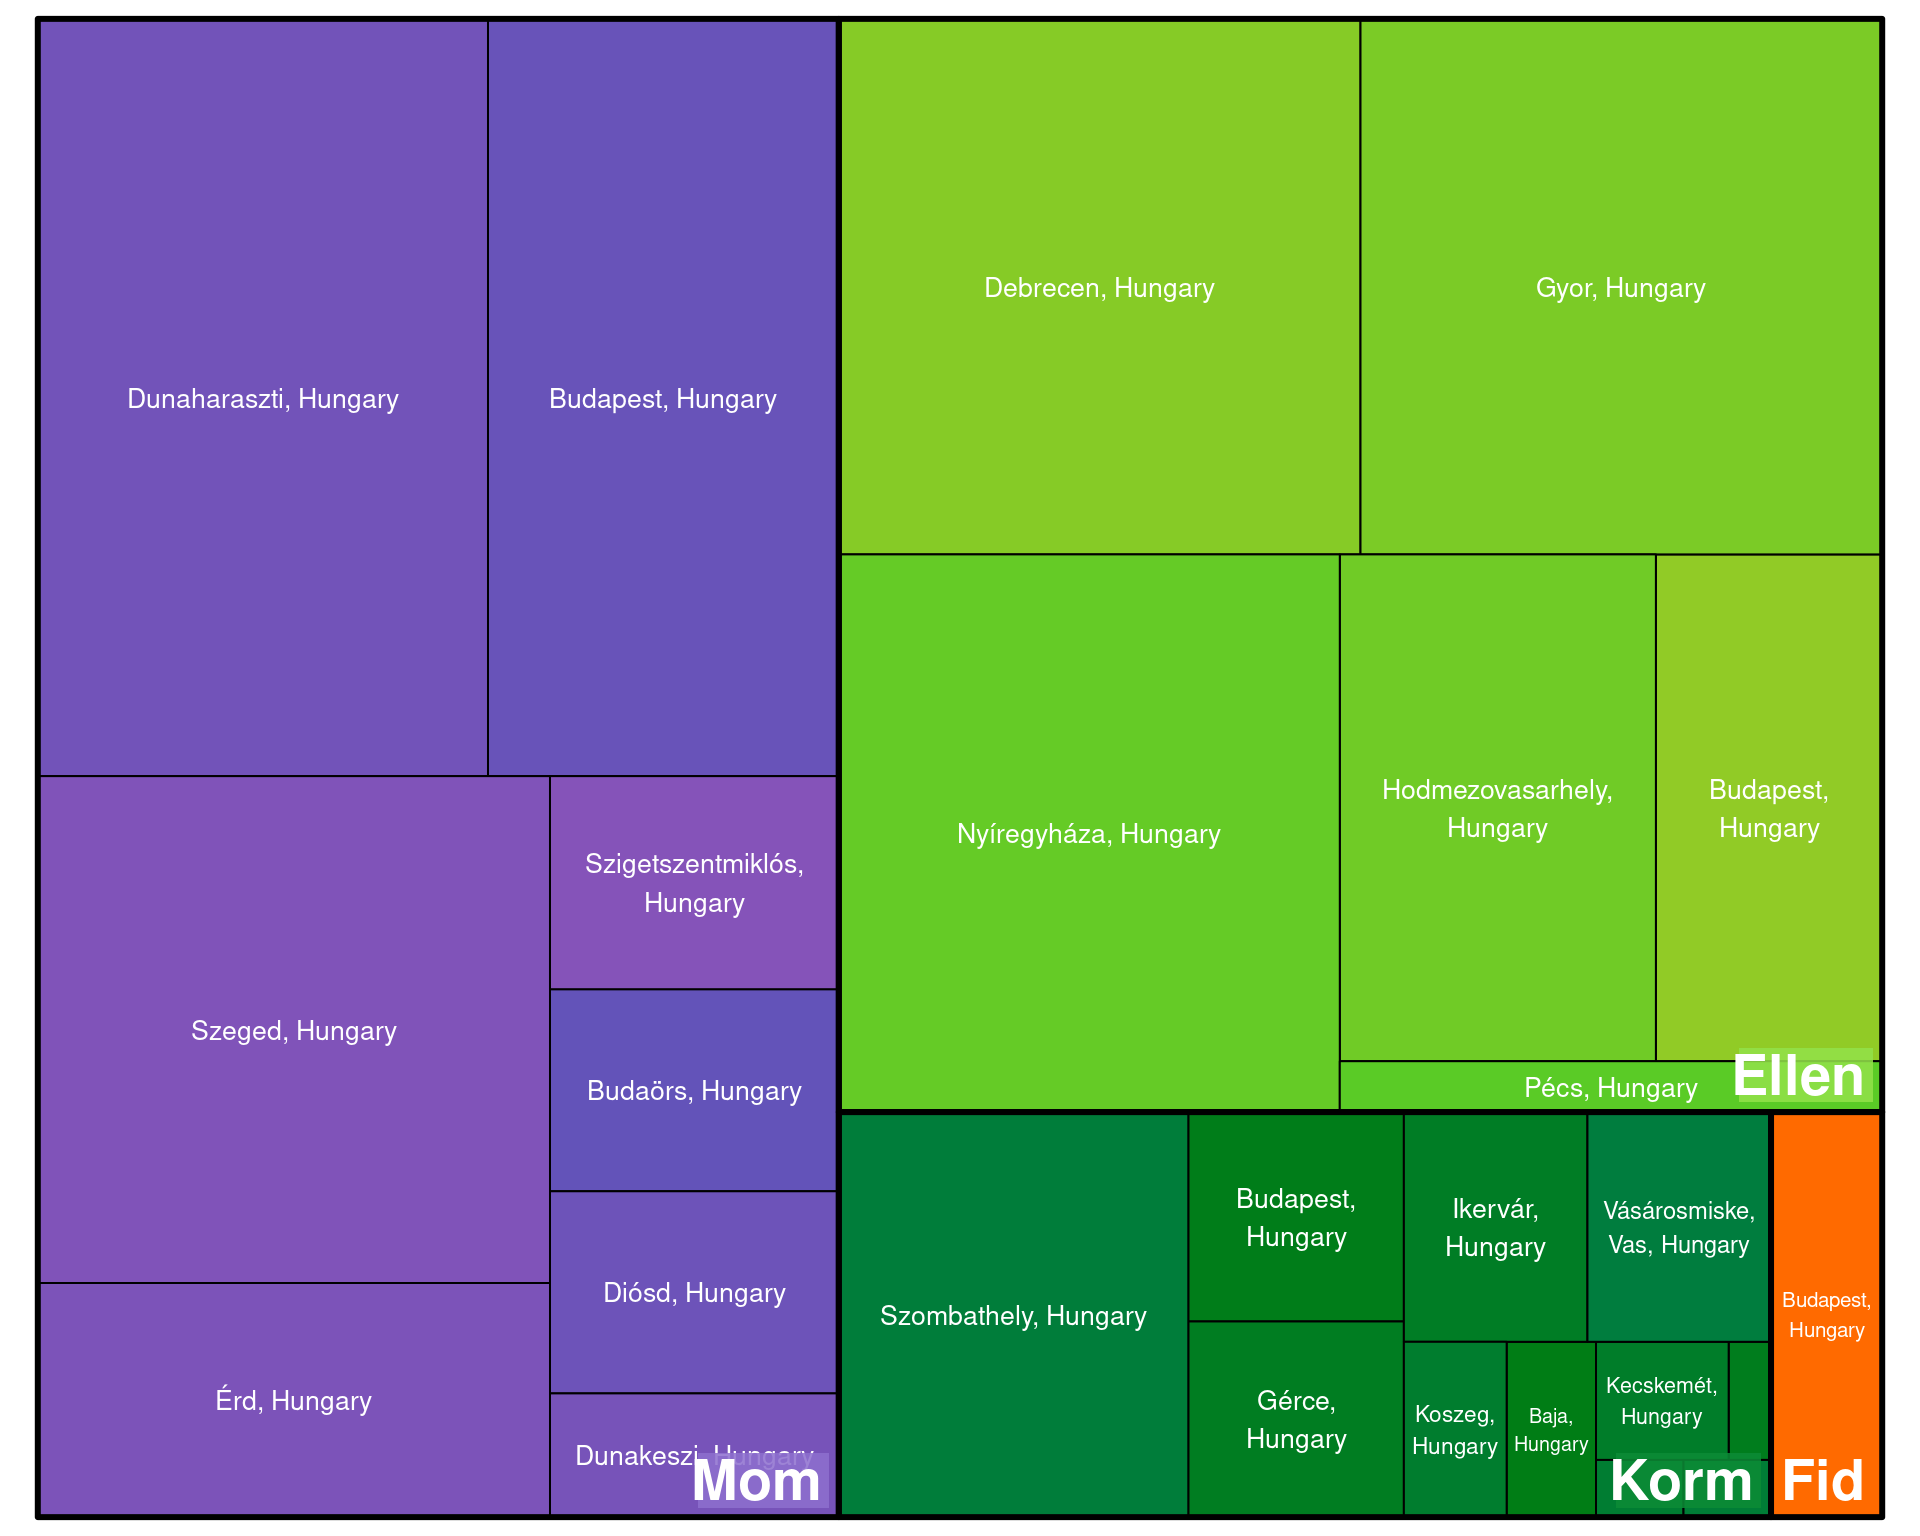 Dunaharaszti, Hungary
Budapest, Hungary
Szeged, Hungary
Szigetszentmiklós,
Hungary
Budaörs, Hungary
Diósd, Hungary
Érd, Hungary
Dunakeszi, Hungary
Mom
Debrecen, Hungary
Gyor, Hungary
Nyíregyháza, Hungary
Hodmezovasarhely,
Hungary
Budapest,
Hungary
Pécs, Hungary
Ellen
Szombathely, Hungary
Budapest,
Hungary
Gérce,
Hungary
Ikervár,
Hungary
Vásárosmiske,
Vas, Hungary
Koszeg,
Hungary
Baja,
Hungary
Kecskemét,
Hungary
Korm
Budapest,
Hungary
Fid